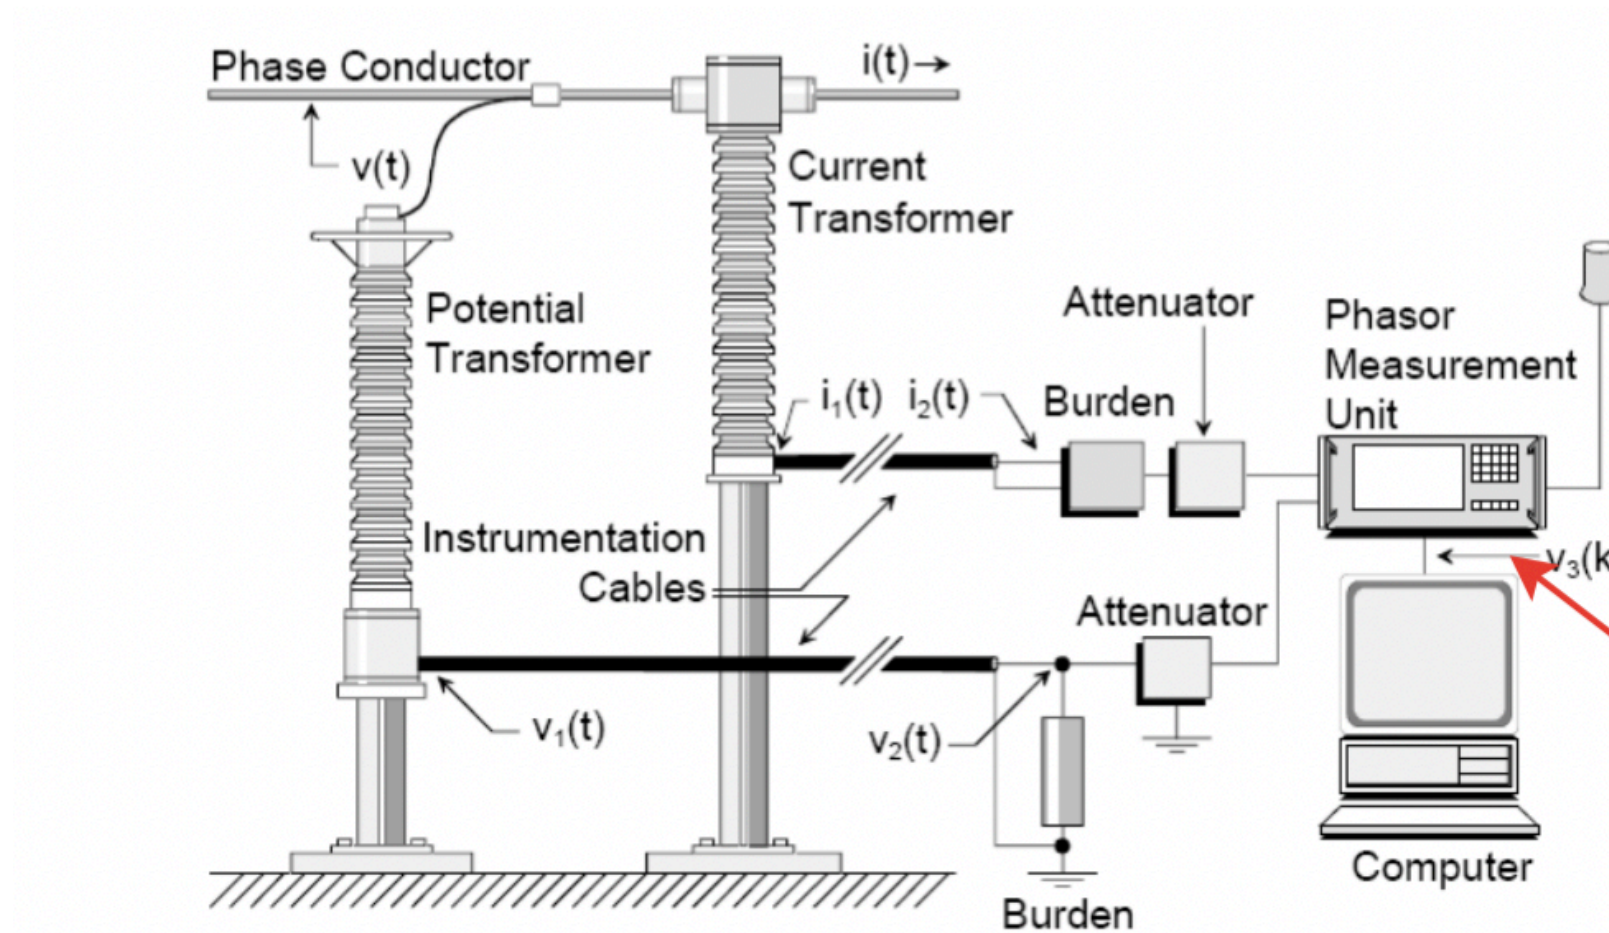 Phase Conductor
i(t)
v(t)
Current
Transformer
Potential
Transformer
Attenuator
Phasor
Measurement
Unit
i₁(t)
i₂(t)
Burden
Instrumentation
Cables
v₃(k
Attenuator
v₁(t)
v₂(t)
Computer
Burden